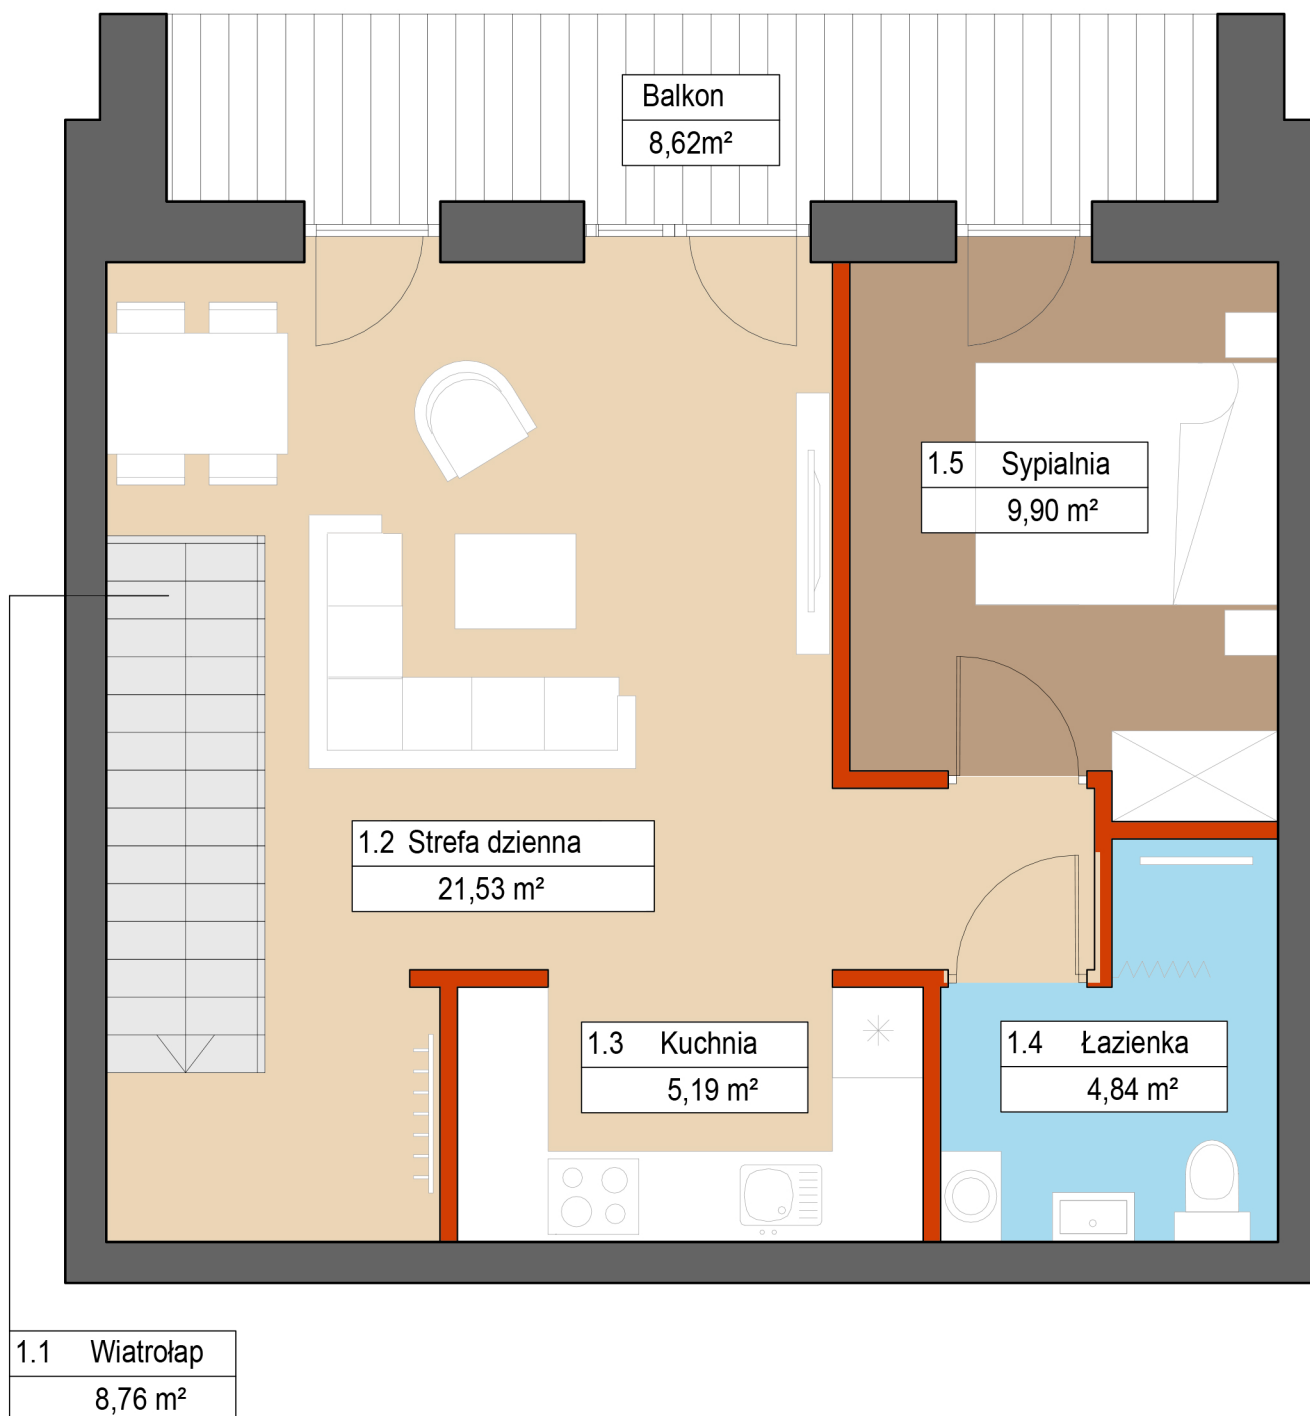 Balkon
8,62m²
1.5 Sypialnia
9,90 m²
1.2 Strefa dzienna
21,53 m²
1.3 Kuchnia
5,19 m²
1.4 Łazienka
4,84 m²
1.1 Wiatrołap
8,76 m²